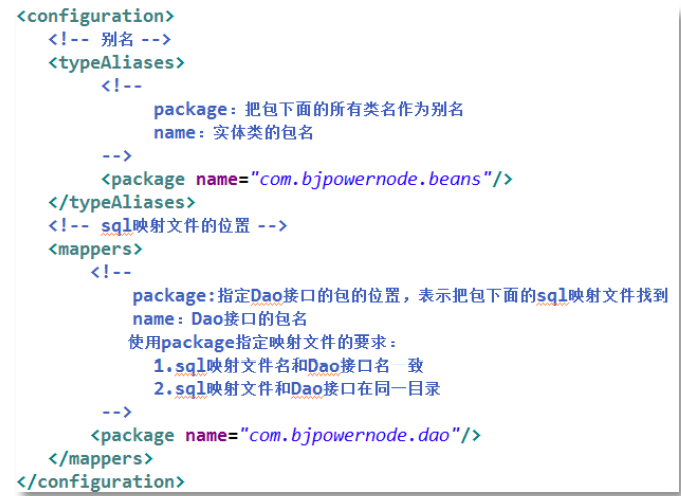 <configuration>
<!-- 别名 -->
<typeAliases>
<!--
package：把包下面的所有类名作为别名
name：实体类的包名
-->
<package name="com.bjpowernode.beans"/>
</typeAliases>
<!-- sql映射文件的位置 -->
<mappers>
<!--
package:指定Dao接口的包的位置，表示把包下面的sql映射文件找到
name：Dao接口的包名
使用package指定映射文件的要求：
1.sql映射文件名和Dao接口名一致
2.sql映射文件和Dao接口在同一目录
-->
<package name="com.bjpowernode.dao"/>
</mappers>
</configuration>